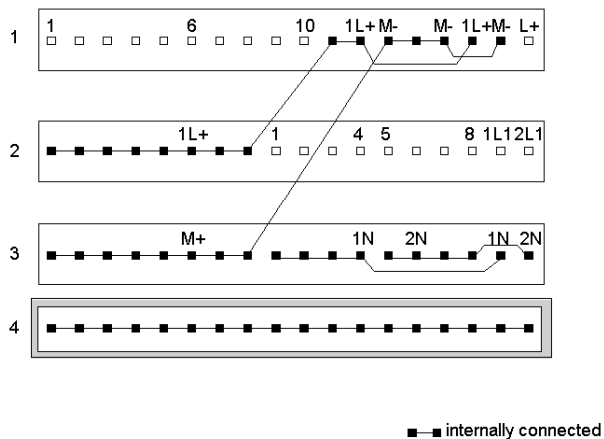 1 6 10 1L+ M- M- 1L+ M- L+
1
1L+ 1 4 5 8 1L1 2L1
2
M+ 1N 2N 1N 2N
3
4
internally connected